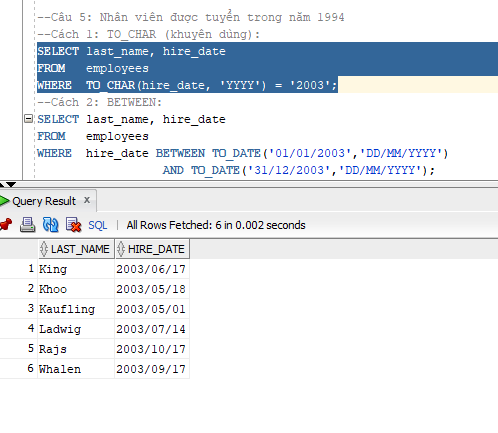 --Câu 5: Nhân viên được tuyển trong năm 1994
--Cách 1: TO_CHAR (khuyên dùng):
SELECT last_name, hire_date
FROM employees
WHERE TO_CHAR(hire_date, 'YYYY') = '2003';
--Cách 2: BETWEEN:
SELECT last_name, hire_date
FROM employees
WHERE hire_date BETWEEN TO_DATE('01/01/2003','DD/MM/YYYY')
AND TO_DATE('31/12/2003','DD/MM/YYYY');
Query Result x
SQL | All Rows Fetched: 6 in 0.002 seconds
LAST_NAME HIRE_DATE
1 King 2003/06/17
2 Khoo 2003/05/18
3 Kaufling 2003/05/01
4 Ladwig 2003/07/14
5 Rajs 2003/10/17
6 Whalen 2003/09/17